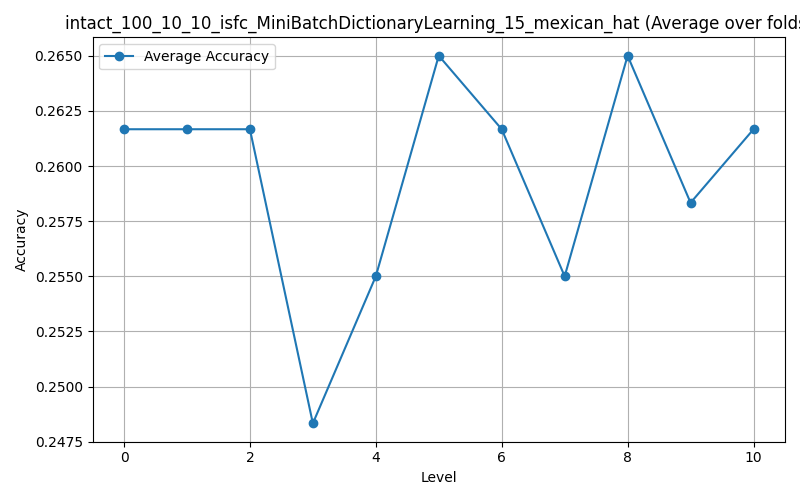 intact_100_10_10_isfc_MiniBatchDictionaryLearning_15_mexican_hat (Average over folds
Average Accuracy
0.2650
0.2625
0.2600
0.2575
0.2550
0.2525
0.2500
0.2475
Accuracy
0 2 4 6 8 10
Level